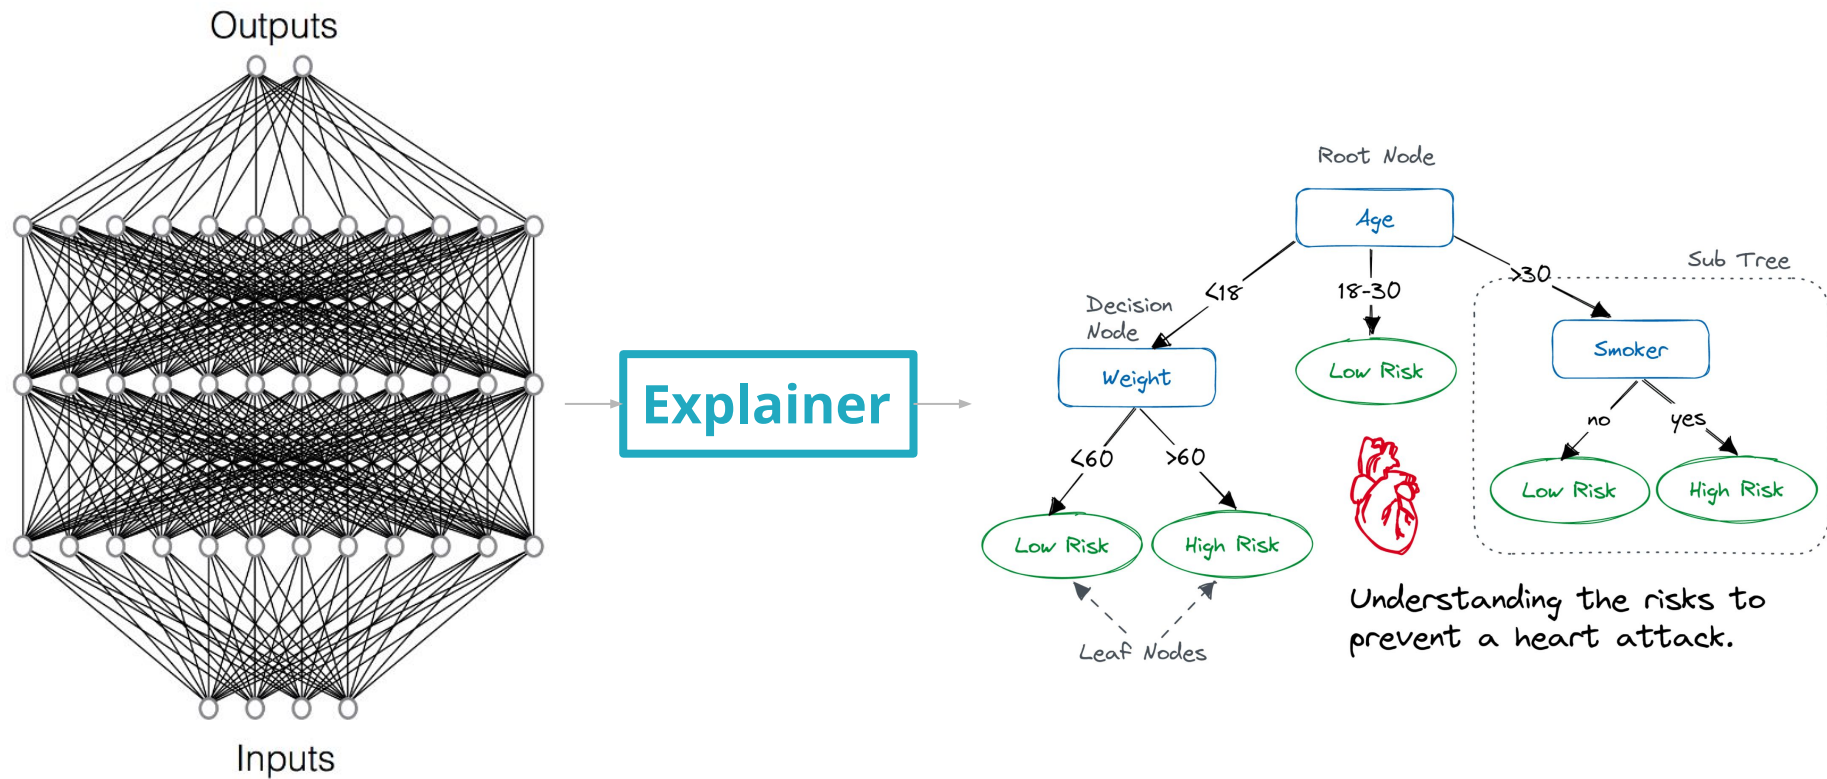 Outputs
Inputs
Explainer
Root Node
Age
Sub Tree
<18
18-30
>30
Decision
Node
Weight
Low Risk
Smoker
<60
>60
no
yes
Low Risk
High Risk
Low Risk
High Risk
Leaf Nodes
Understanding the risks to
prevent a heart attack.